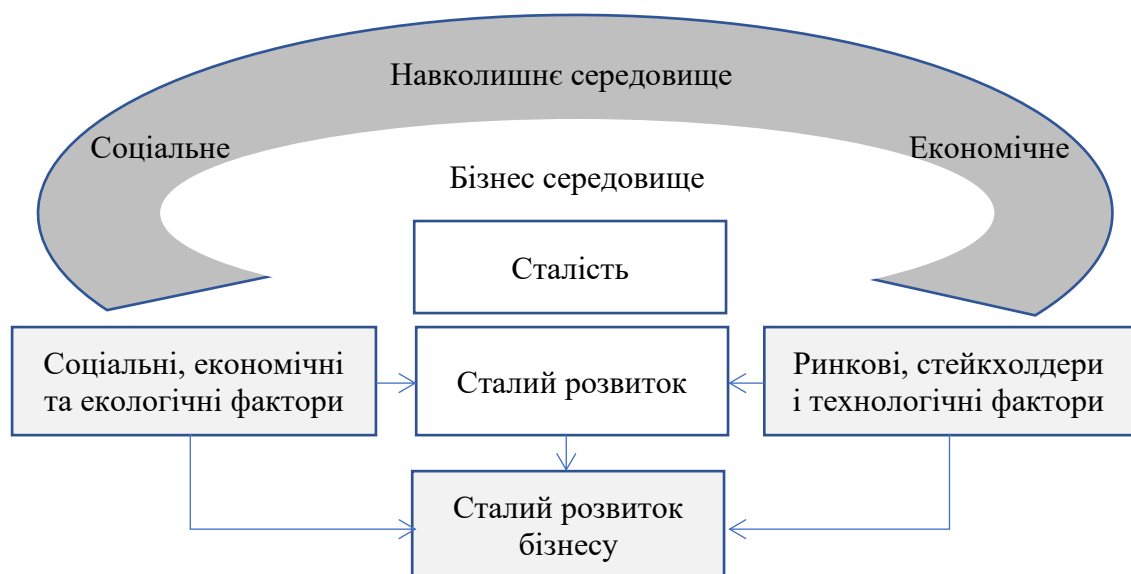 Навколишнє середовище
Соціальне
Економічне
Бізнес середовище
Сталість
Соціальні, економічні
та екологічні фактори
Сталий розвиток
Ринкові, стейкхолдери
і технологічні фактори
Сталий розвиток
бізнесу